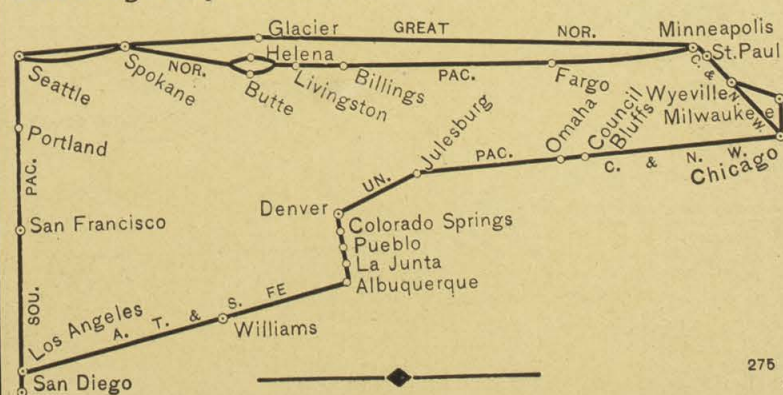 Glacier
GREAT
NOR.
Minneapolis
St. Paul
Helena
Seattle
Spokane
NOR.
Butte
Livingston
Billings
PAC.
Fargo
C. & N. W.
Wyeville
Milwaukee
Portland
PAC.
Julesburg
Omaha
Council
Bluffs
UN.
PAC.
C. & N. W.
Chicago
Denver
San Francisco
Colorado Springs
Pueblo
La Junta
Albuquerque
SOU.
Los Angeles
A. T. & S. FE
Williams
San Diego
275